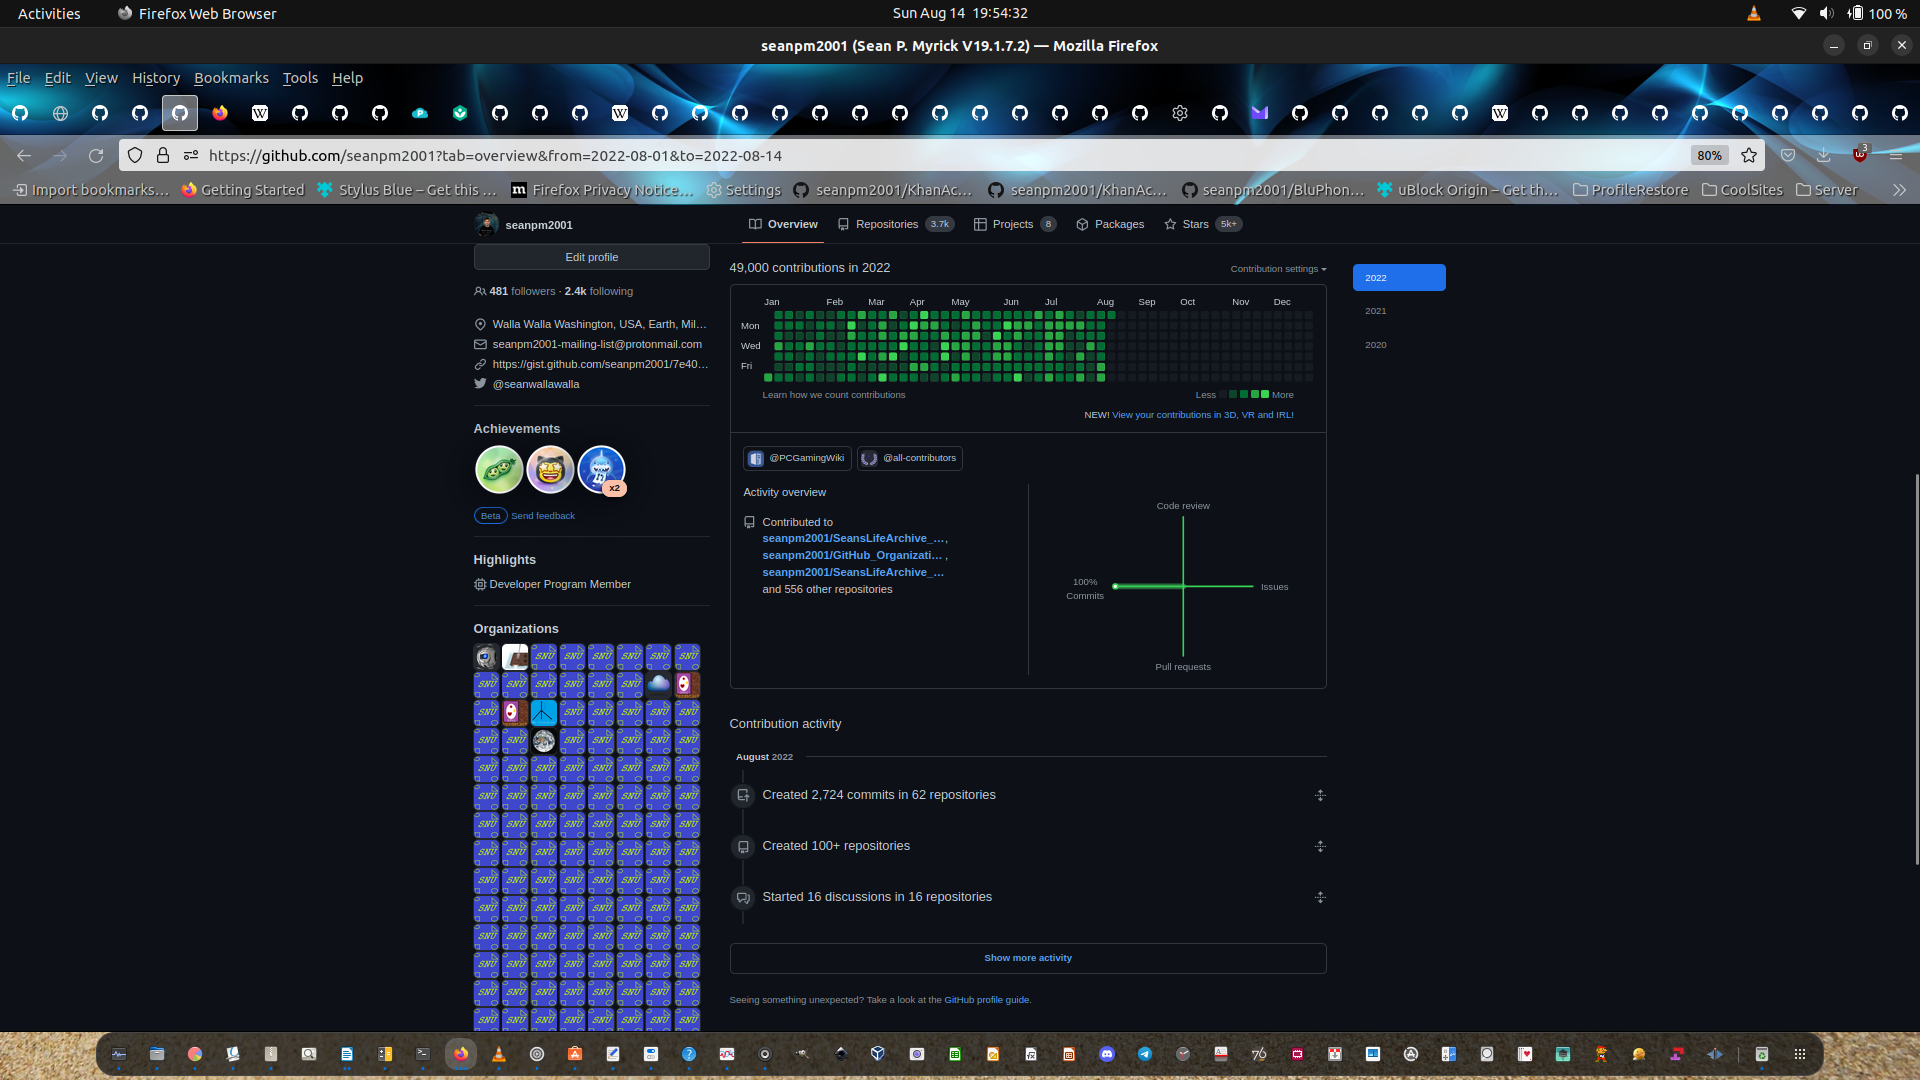 Activities
Firefox Web Browser
Sun Aug 14 19:54:32
100 %
seanpm2001 (Sean P. Myrick V19.1.7.2) — Mozilla Firefox
File Edit View History Bookmarks Tools Help
https://github.com/seanpm2001?tab=overview&from=2022-08-01&to=2022-08-14
80%
3
Import bookmarks… Getting Started Stylus Blue – Get this … Firefox Privacy Notice… Settings seanpm2001/KhanAc… seanpm2001/KhanAc… seanpm2001/BluPhon… uBlock Origin – Get th… ProfileRestore CoolSites Server
seanpm2001
Overview Repositories 3.7k Projects 8 Packages Stars 5k+
Edit profile
481 followers · 2.4k following
Walla Walla Washington, USA, Earth, Mil…
seanpm2001-mailing-list@protonmail.com
https://gist.github.com/seanpm2001/7e40…
@seanwallawalla
Achievements
x2
Beta Send feedback
Highlights
Developer Program Member
Organizations
49,000 contributions in 2022
Contribution settings
2022
2021
2020
Jan Feb Mar Apr May Jun Jul Aug Sep Oct Nov Dec
Mon
Wed
Fri
Learn how we count contributions
Less More
NEW! View your contributions in 3D, VR and IRL!
@PCGamingWiki @all-contributors
Activity overview
Contributed to
seanpm2001/SeansLifeArchive_…,
seanpm2001/GitHub_Organizati… ,
seanpm2001/SeansLifeArchive_…
and 556 other repositories
Code review
100%
Commits
Issues
Pull requests
Contribution activity
August 2022
Created 2,724 commits in 62 repositories
Created 100+ repositories
Started 16 discussions in 16 repositories
Show more activity
Seeing something unexpected? Take a look at the GitHub profile guide.